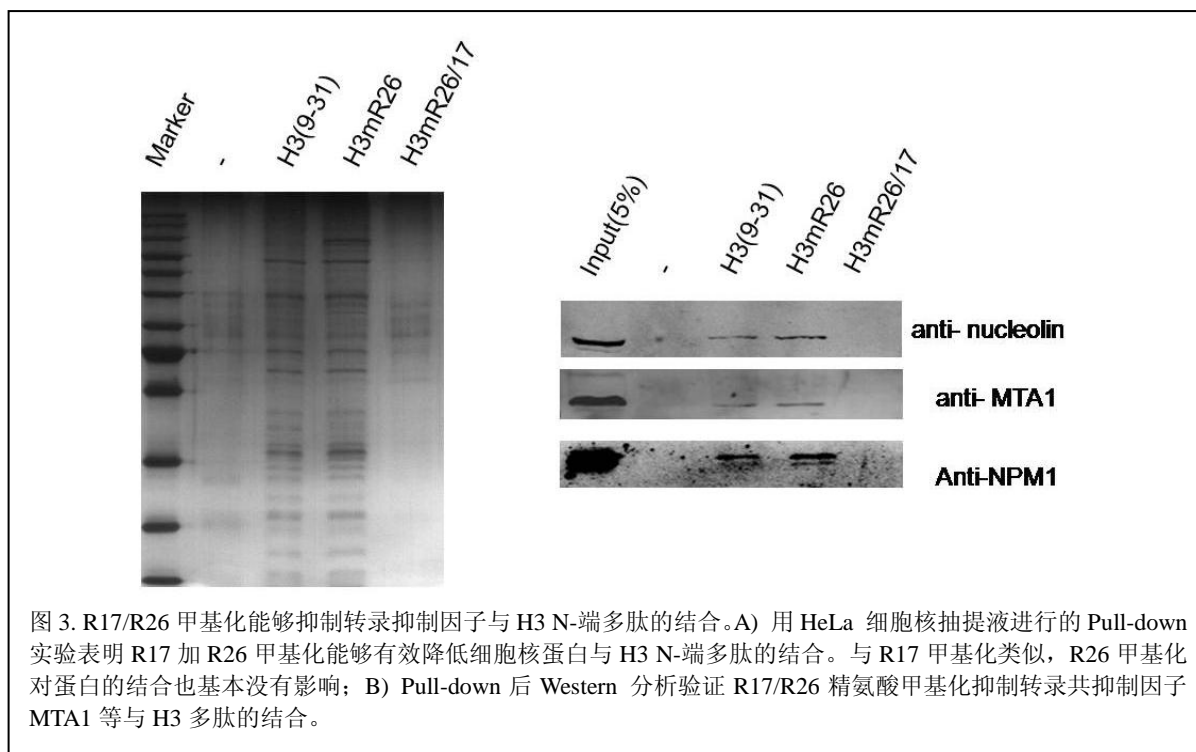 Marker
-
H3(9-31)
H3mR26
H3mR26/17
Input(5%)
-
H3(9-31)
H3mR26
H3mR26/17
anti- nucleolin
anti- MTA1
Anti-NPM1
图 3. R17/R26 甲基化能够抑制转录抑制因子与 H3 N-端多肽的结合。A) 用 HeLa 细胞核抽提液进行的 Pull-down
实验表明 R17 加 R26 甲基化能够有效降低细胞核蛋白与 H3 N-端多肽的结合。与 R17 甲基化类似，R26 甲基化
对蛋白的结合也基本没有影响；B) Pull-down 后 Western 分析验证 R17/R26 精氨酸甲基化抑制转录共抑制因子
MTA1 等与 H3 多肽的结合。